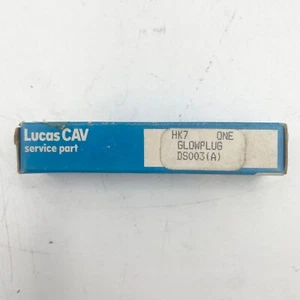 Lucas CAV
service part
HK7 ONE
GLOWPLUG
DS003(A)